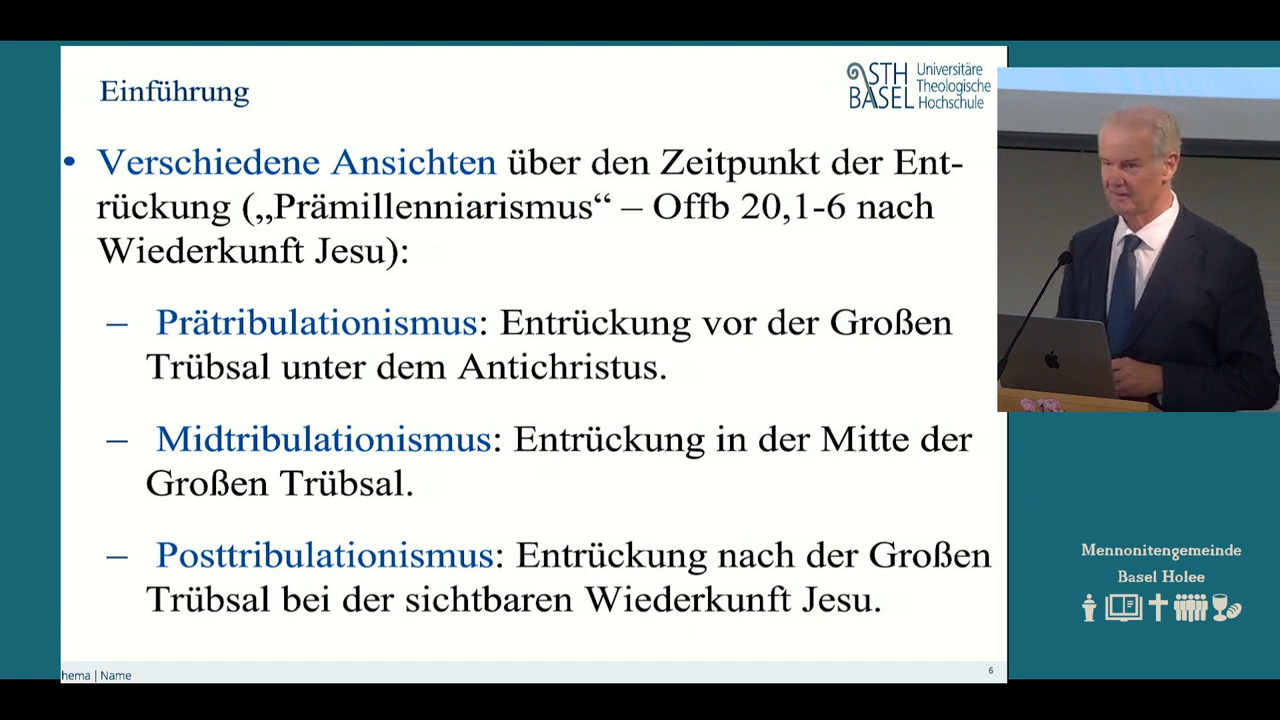 Einführung
STH
BASEL
Universitäre
Theologische
Hochschule
• Verschiedene Ansichten über den Zeitpunkt der Ent-
rückung („Prämillenniarismus“ – Offb 20,1-6 nach
Wiederkunft Jesu):
– Prätribulationismus: Entrückung vor der Großen
Trübsal unter dem Antichristus.
– Midtribulationismus: Entrückung in der Mitte der
Großen Trübsal.
– Posttribulationismus: Entrückung nach der Großen
Trübsal bei der sichtbaren Wiederkunft Jesu.
hema | Name
6
Mennonitengemeinde
Basel Holee